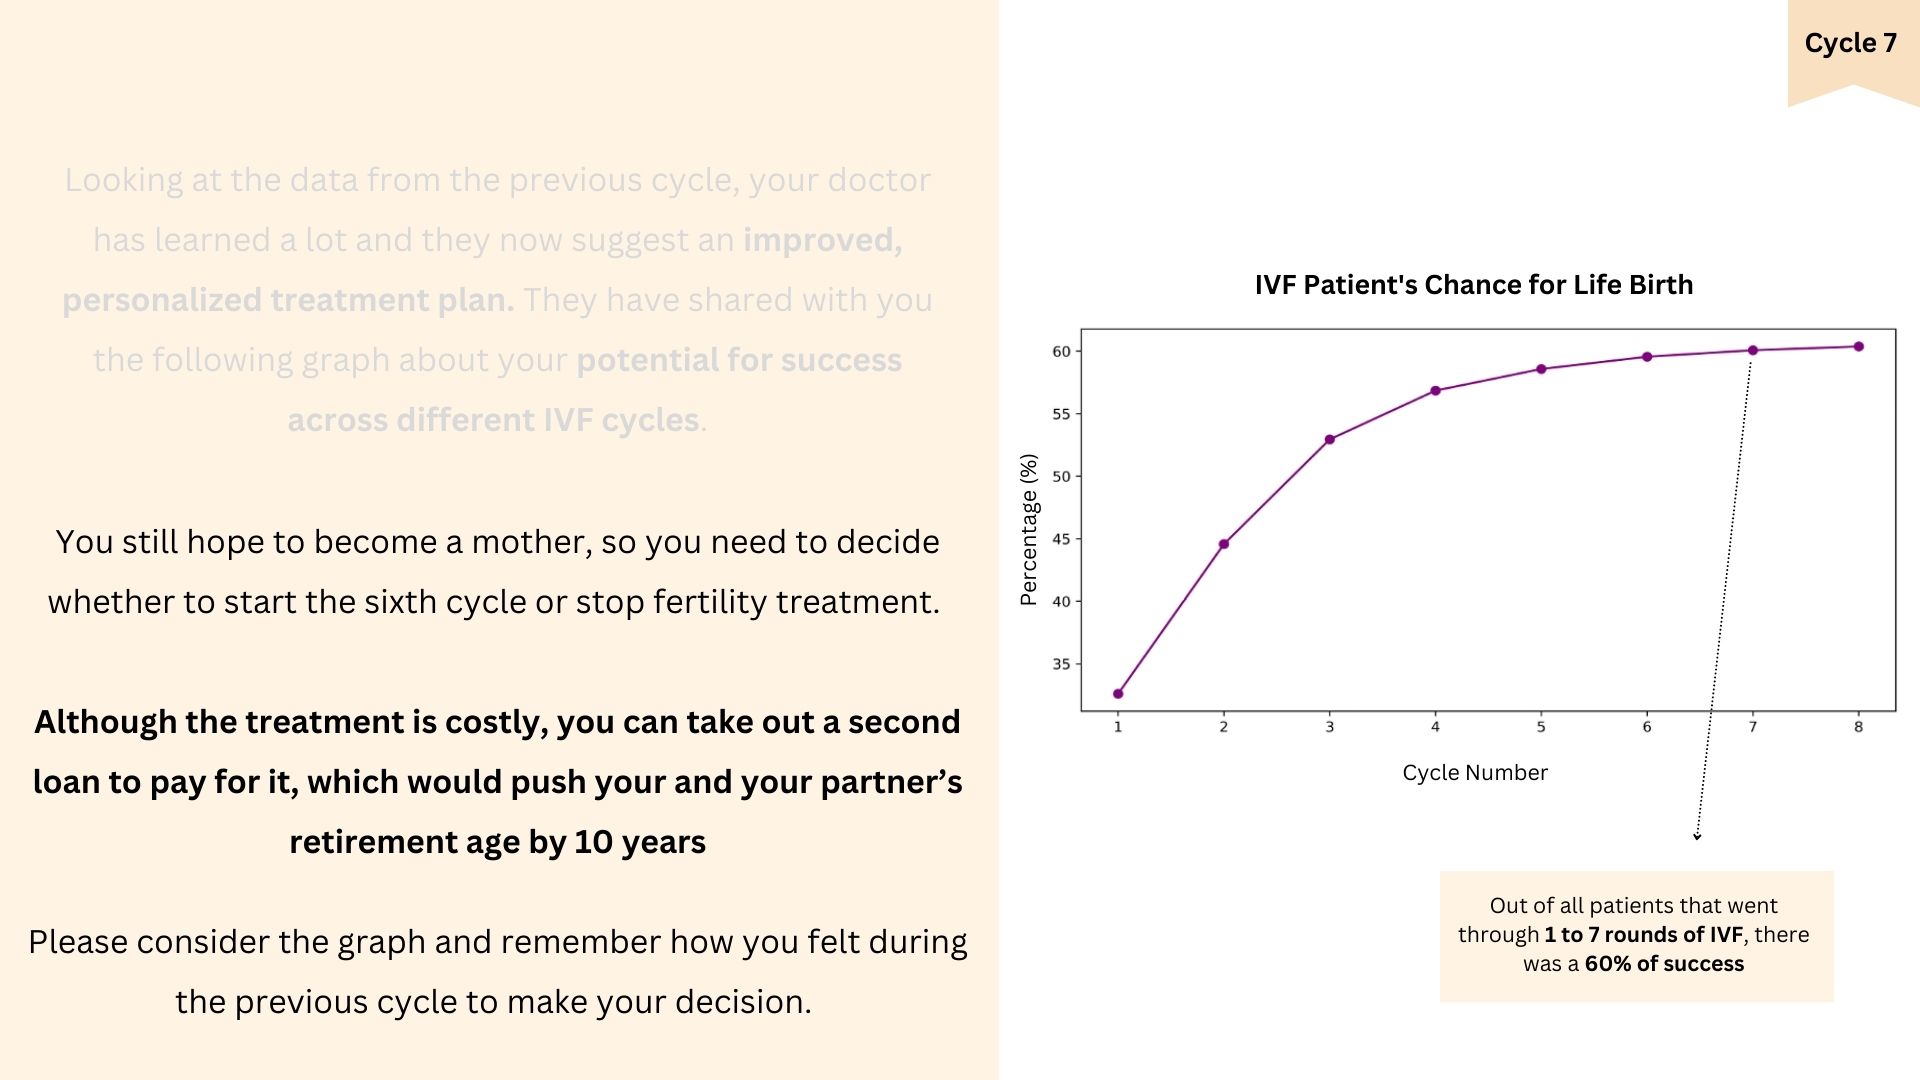 Cycle 7
Looking at the data from the previous cycle, your doctor
has learned a lot and they now suggest an improved,
personalized treatment plan. They have shared with you
the following graph about your potential for success
across different IVF cycles.
You still hope to become a mother, so you need to decide
whether to start the sixth cycle or stop fertility treatment.
Although the treatment is costly, you can take out a second
loan to pay for it, which would push your and your partner’s
retirement age by 10 years
Please consider the graph and remember how you felt during
the previous cycle to make your decision.
IVF Patient's Chance for Life Birth
Percentage (%)
60
55
50
45
40
35
1 2 3 4 5 6 7 8
Cycle Number
Out of all patients that went
through 1 to 7 rounds of IVF, there
was a 60% of success